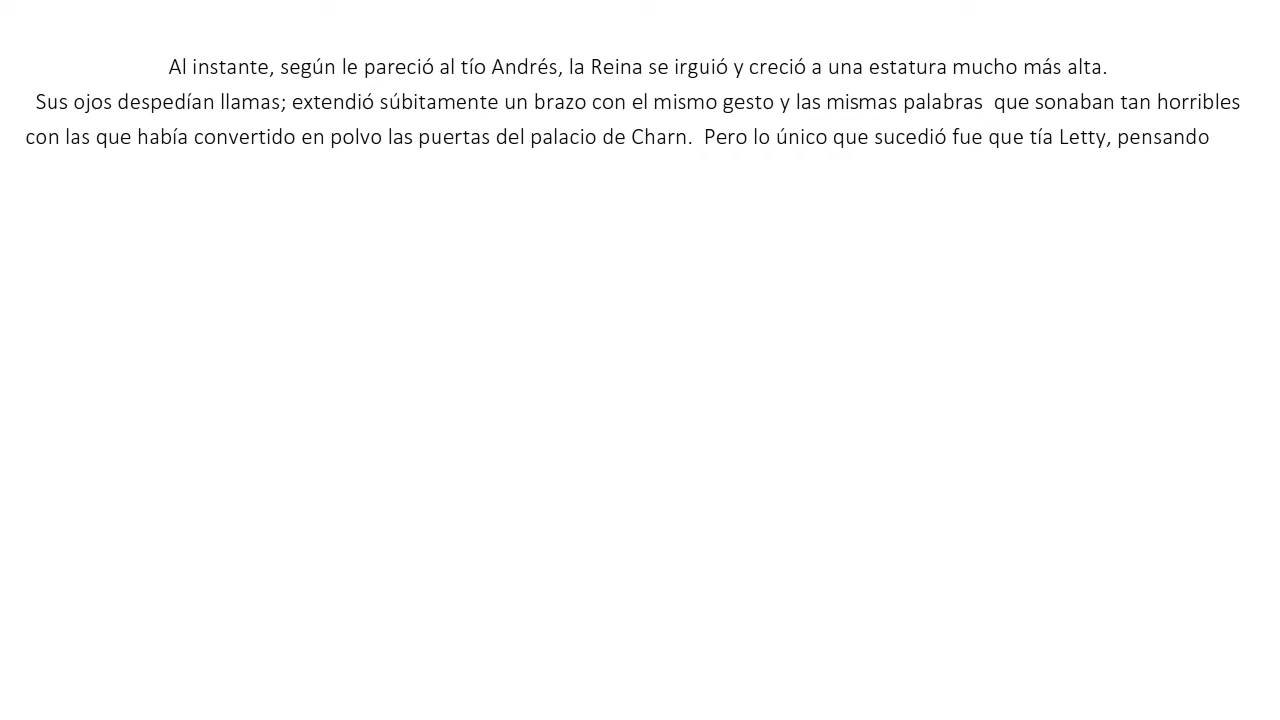 Al instante, según le pareció al tío Andrés, la Reina se irguió y creció a una estatura mucho más alta.
Sus ojos despedían llamas; extendió súbitamente un brazo con el mismo gesto y las mismas palabras  que sonaban tan horribles
con las que había convertido en polvo las puertas del palacio de Charn.  Pero lo único que sucedió fue que tía Letty, pensando